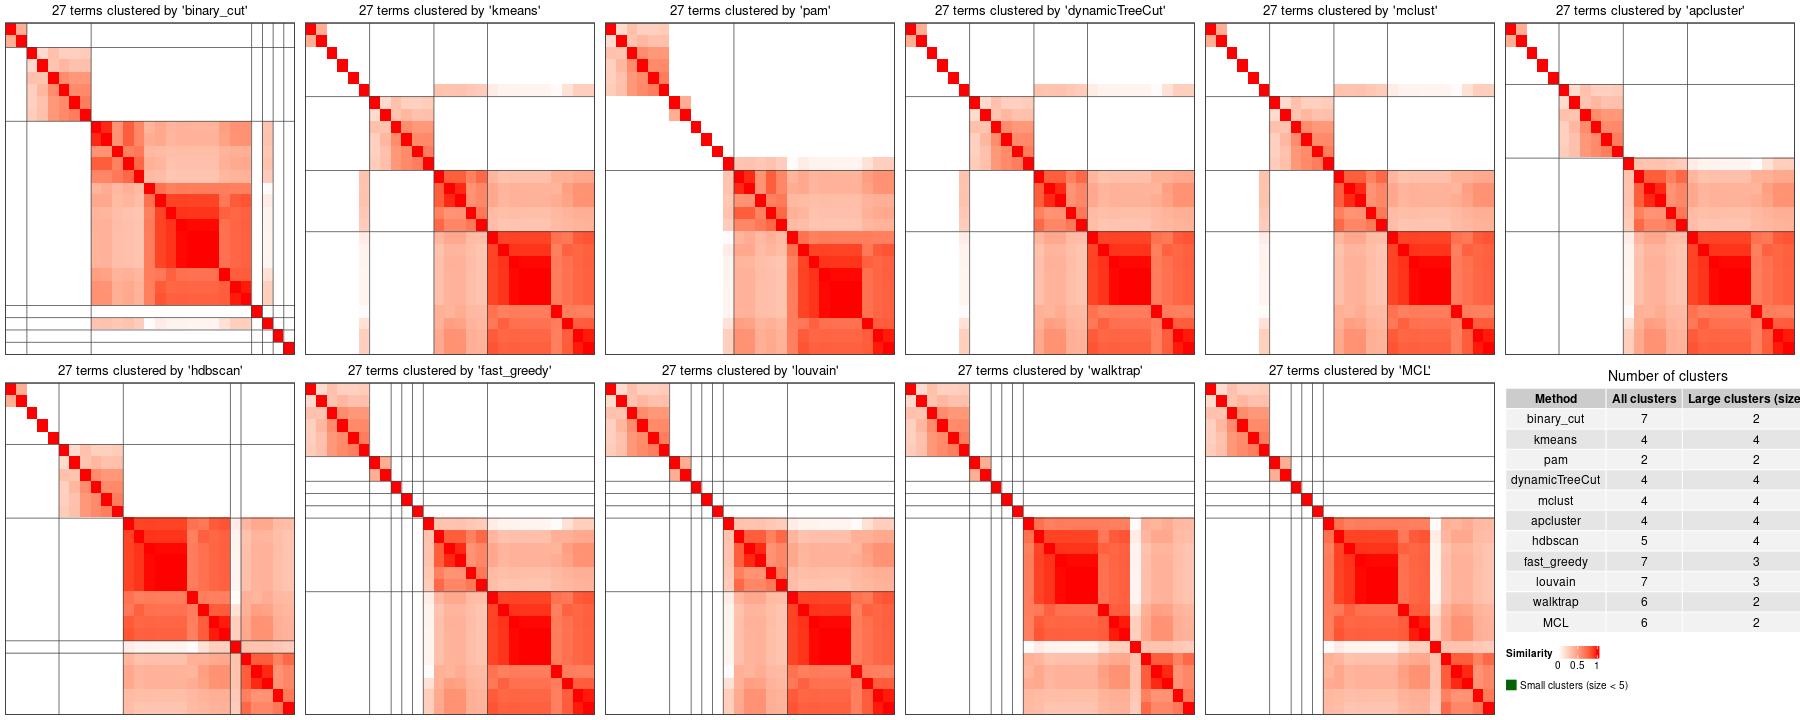 27 terms clustered by 'binary_cut'
27 terms clustered by 'kmeans'
27 terms clustered by 'pam'
27 terms clustered by 'dynamicTreeCut'
27 terms clustered by 'mclust'
27 terms clustered by 'apcluster'
27 terms clustered by 'hdbscan'
27 terms clustered by 'fast_greedy'
27 terms clustered by 'louvain'
27 terms clustered by 'walktrap'
27 terms clustered by 'MCL'
Number of clusters
Method All clusters Large clusters (size
binary_cut 7 2
kmeans 4 4
pam 2 2
dynamicTreeCut 4 4
mclust 4 4
apcluster 4 4
hdbscan 5 4
fast_greedy 7 3
louvain 7 3
walktrap 6 2
MCL 6 2
Similarity
0 0.5 1
Small clusters (size < 5)